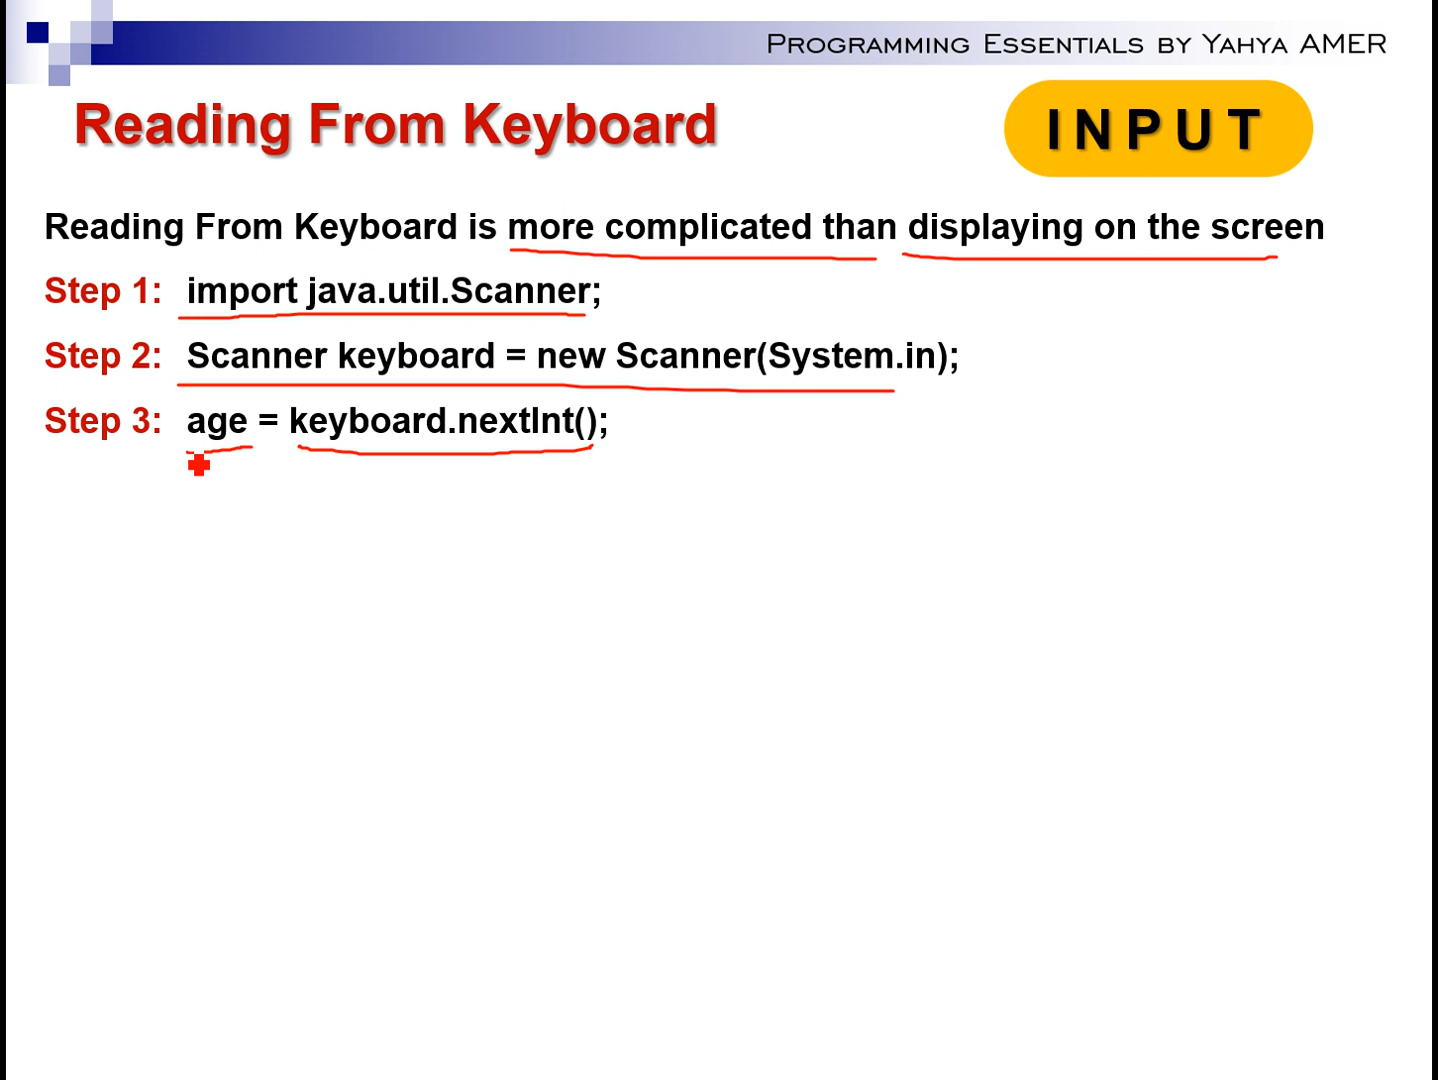 PROGRAMMING ESSENTIALS BY YAHYA AMER
Reading From Keyboard
INPUT
Reading From Keyboard is more complicated than displaying on the screen
Step 1: import java.util.Scanner;
Step 2: Scanner keyboard = new Scanner(System.in);
Step 3: age = keyboard.nextInt();